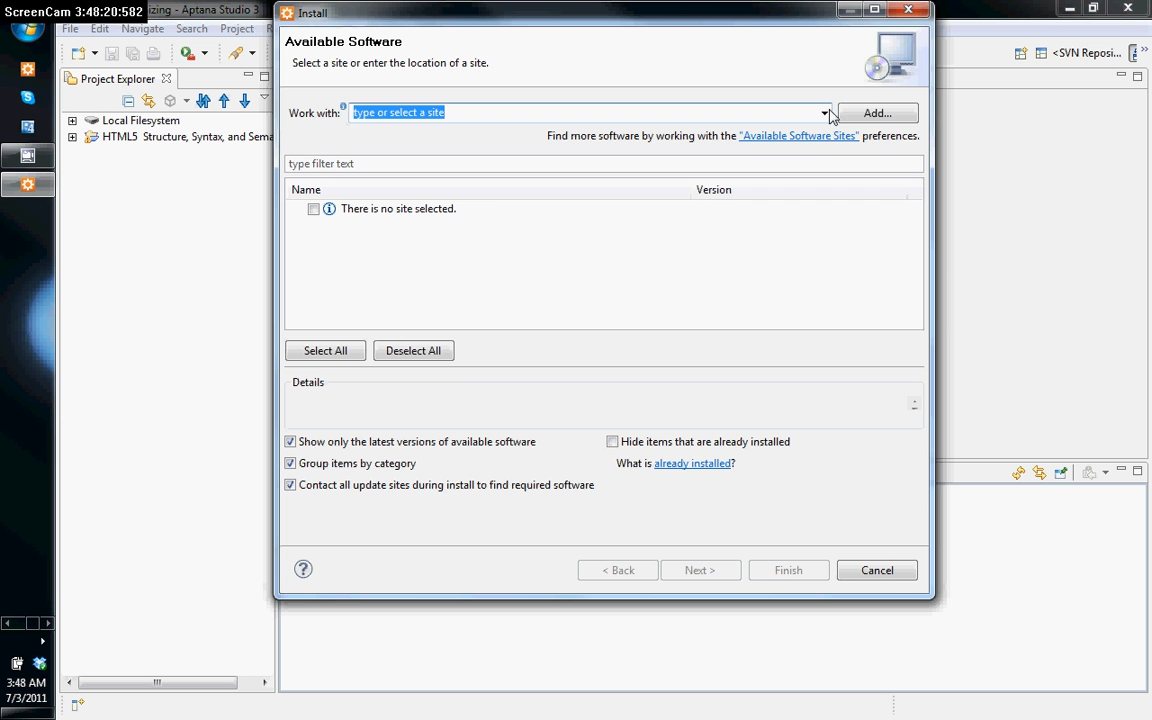 ScreenCam 3:48:20:582
izing - Aptana Studio 3
File Edit Navigate Search Project
Project Explorer
Local Filesystem
HTML5 Structure, Syntax, and Sema
Install
Available Software
Select a site or enter the location of a site.
Work with: type or select a site
Add...
Find more software by working with the "Available Software Sites" preferences.
type filter text
Name Version
There is no site selected.
Select All Deselect All
Details
Show only the latest versions of available software
Hide items that are already installed
Group items by category
What is already installed?
Contact all update sites during install to find required software
< Back Next > Finish Cancel
<SVN Reposi...
3:48 AM
7/3/2011